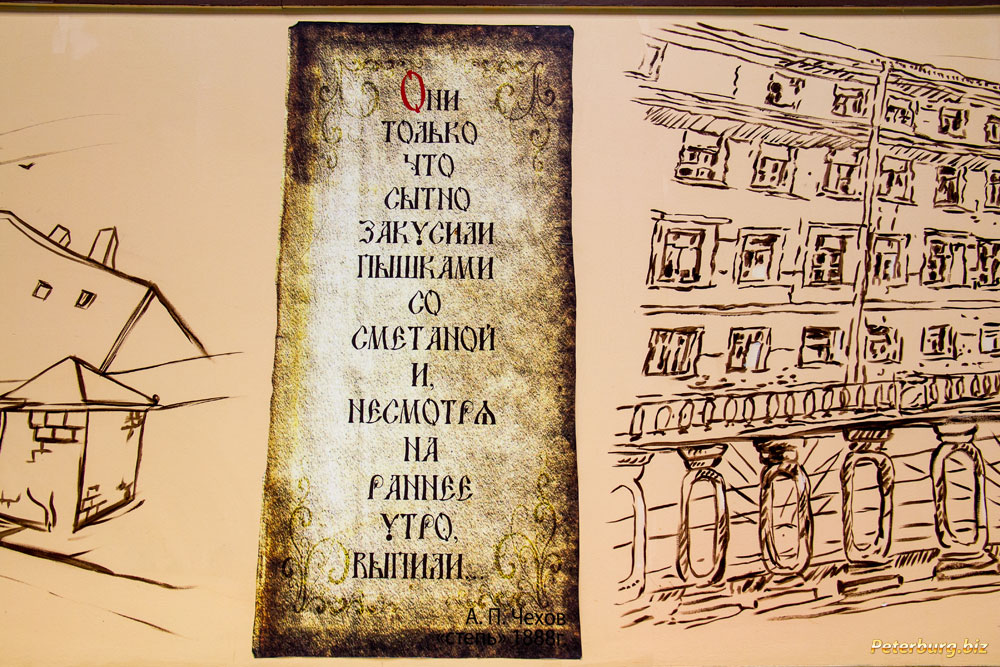 Они
только
что
сытно
закусили
пышками
со
сметаной
и,
несмотря
на
раннее
утро,
выпили...
А. П. Чехов
«степь» 1888г.
Peterburg.biz